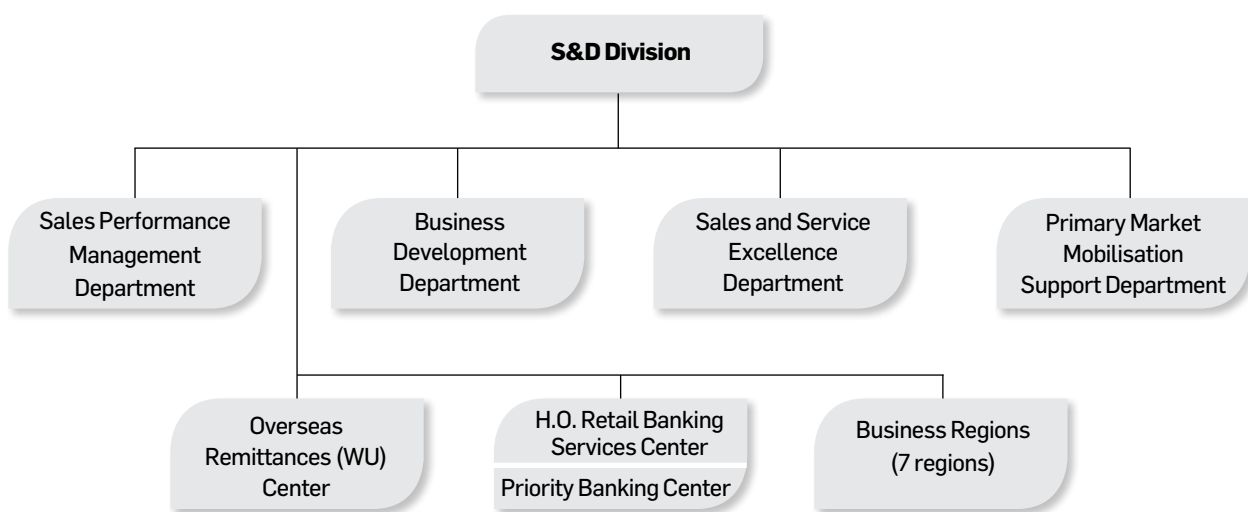 S&D Division
Sales Performance
Management
Department
Business
Development
Department
Sales and Service
Excellence
Department
Primary Market
Mobilisation
Support Department
Overseas
Remittances (WU)
Center
H.O. Retail Banking
Services Center
Priority Banking Center
Business Regions
(7 regions)